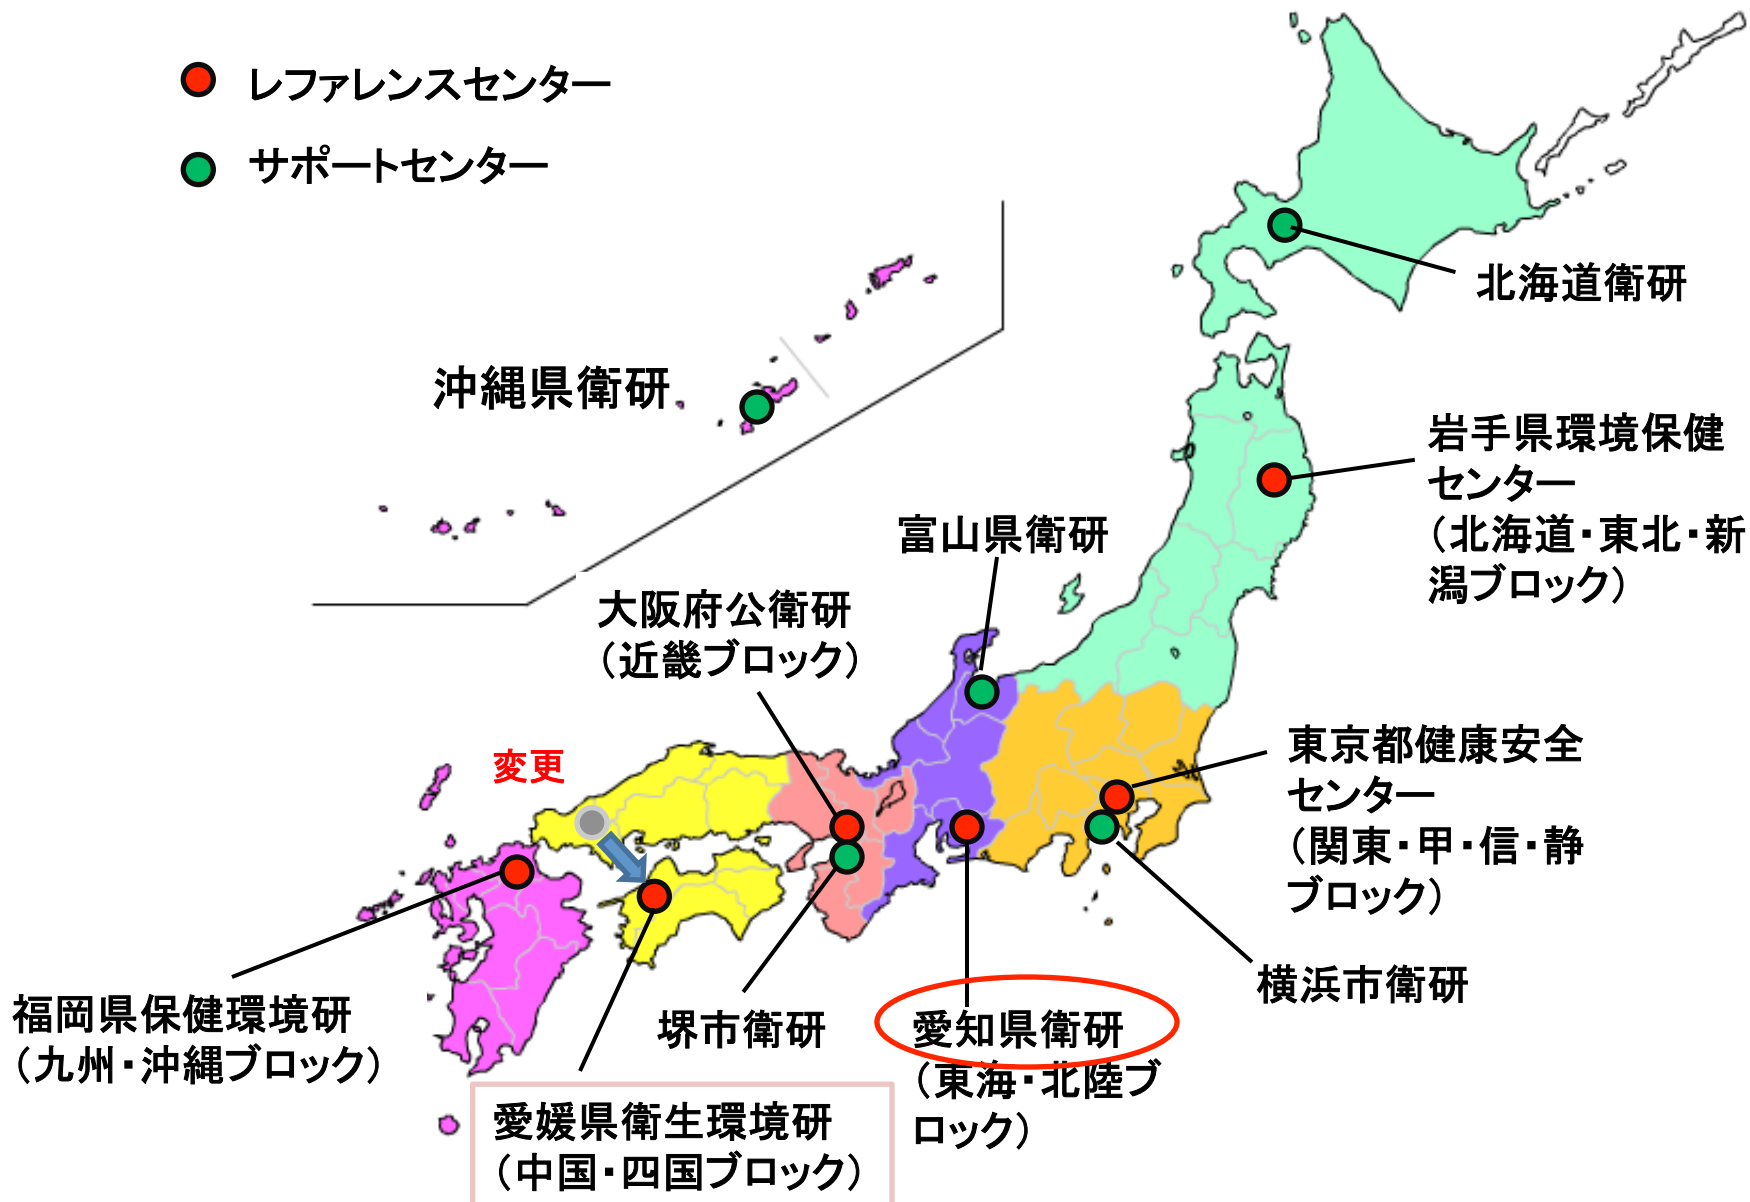 レファレンスセンター
サポートセンター
北海道衛研
沖縄県衛研
岩手県環境保健
センター
（北海道・東北・新
潟ブロック）
富山県衛研
大阪府公衛研
（近畿ブロック）
変更
東京都健康安全
センター
（関東・甲・信・静
ブロック）
横浜市衛研
福岡県保健環境研
（九州・沖縄ブロック）
堺市衛研
愛知県衛研
（東海・北陸ブ
ロック）
愛媛県衛生環境研
（中国・四国ブロック）